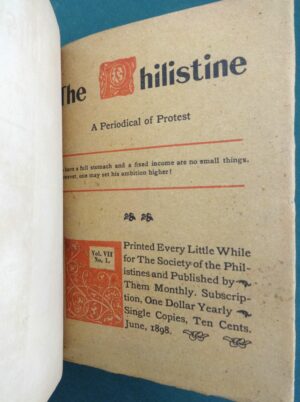 The Philistine
A Periodical of Protest
have a full stomach and a fixed income are no small things,
however, one may set his ambition higher!
Vol. VII
No. 1.
Printed Every Little While
for The Society of the Phil-
istines and Published by
Them Monthly. Subscrip-
tion, One Dollar Yearly
Single Copies, Ten Cents.
June, 1898.